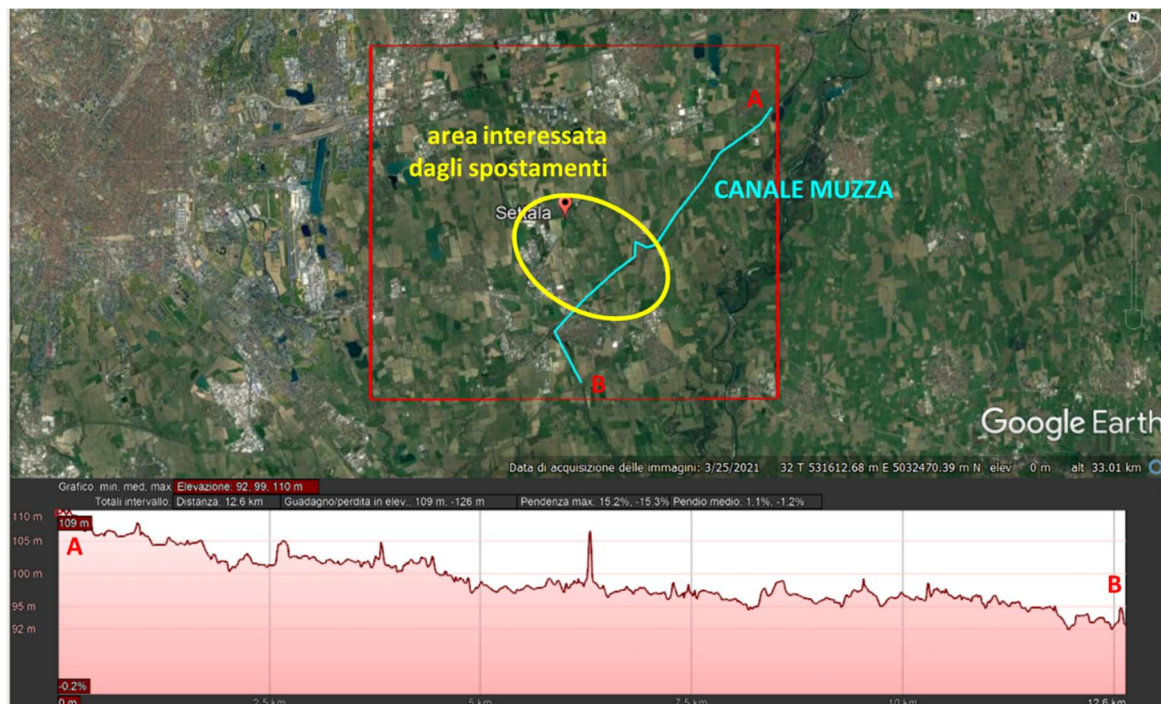 N
A
area interessata
dagli spostamenti
CANALE MUZZA
Settala
B
Google Earth
Data di acquisizione delle immagini: 3/25/2021 32 T 531612.68 m E 5032470.39 m N elev 0 m alt 33.01 km
Grafico. min. med. max Elevazione: 92, 99, 110 m
Totali intervallo: Distanza. 12.6 km Guadagno/perdita in elev.: 109 m, -126 m Pendenza max: 15.2%, -15.3% Pendio medio: 1.1%, -1.2%
110 m
109 m
A
105 m
100 m
95 m
B
92 m
-0.2%
0 m 2.5 km 5 km 7.5 km 10 km 12.6 km